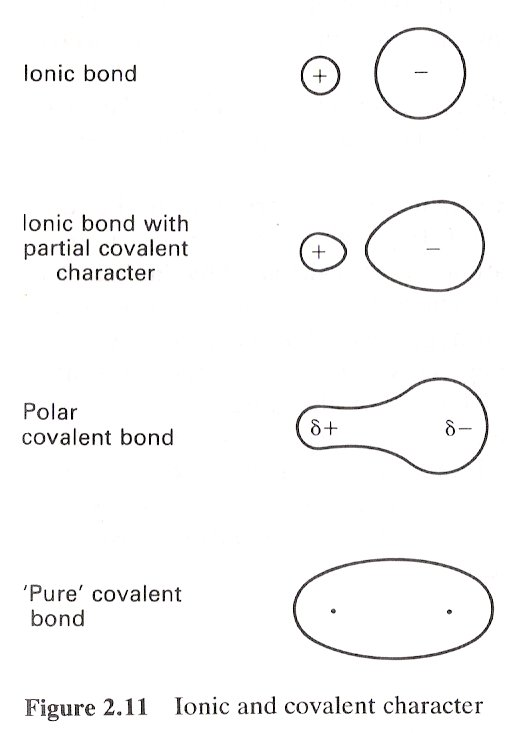 Ionic bond
+
−
Ionic bond with
partial covalent
character
+
−
Polar
covalent bond
δ+
δ−
'Pure' covalent
bond
Figure 2.11 Ionic and covalent character